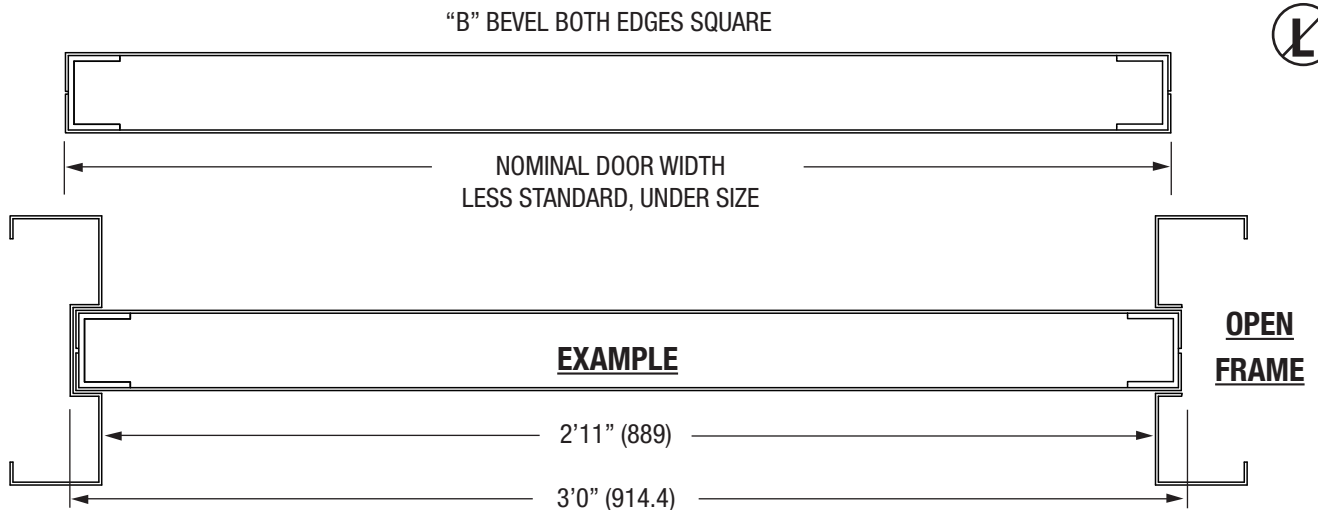 “B” BEVEL BOTH EDGES SQUARE
L
NOMINAL DOOR WIDTH
LESS STANDARD, UNDER SIZE
EXAMPLE
OPEN
FRAME
2’11” (889)
3’0” (914.4)